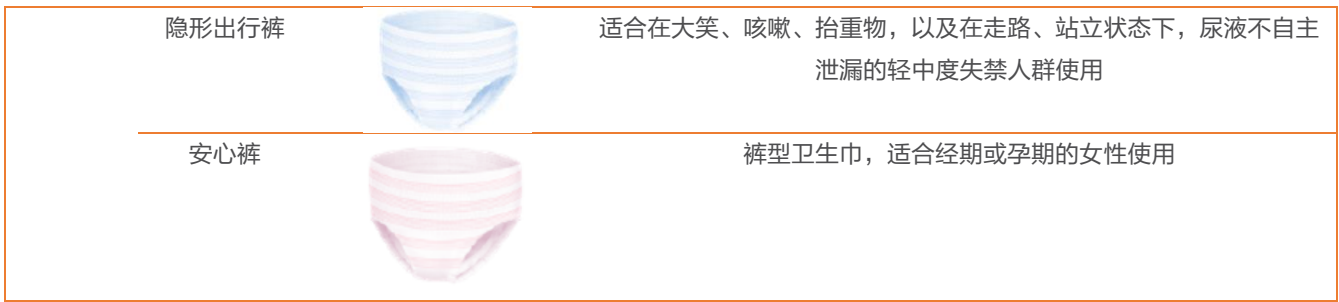 隐形出行裤
适合在大笑、咳嗽、抬重物，以及在走路、站立状态下，尿液不自主
泄漏的轻中度失禁人群使用
安心裤
裤型卫生巾，适合经期或孕期的女性使用